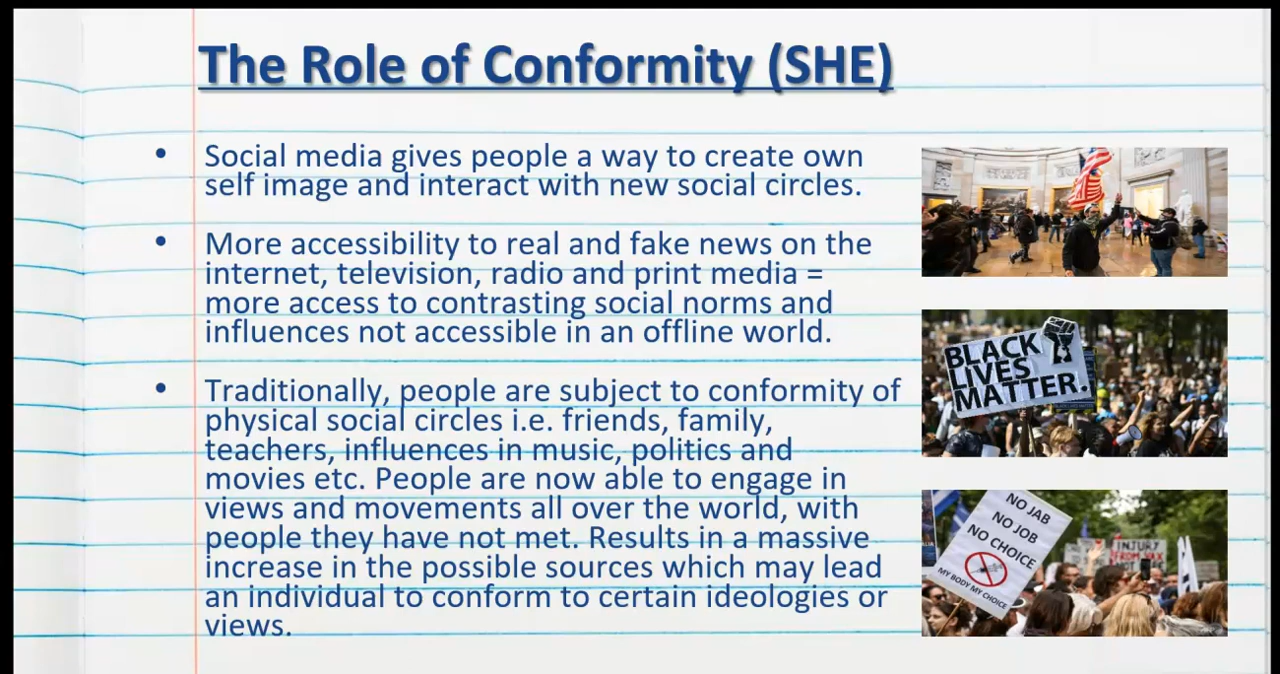 The Role of Conformity (SHE)
• Social media gives people a way to create own
self image and interact with new social circles.
• More accessibility to real and fake news on the
internet, television, radio and print media =
more access to contrasting social norms and
influences not accessible in an offline world.
• Traditionally, people are subject to conformity of
physical social circles i.e. friends, family,
teachers, influences in music, politics and
movies etc. People are now able to engage in
views and movements all over the world, with
people they have not met. Results in a massive
increase in the possible sources which may lead
an individual to conform to certain ideologies or
views.
BLACK
LIVES
MATTER.
NO JAB
NO JOB
NO CHOICE
MY BODY MY CHOICE
INJURY
FROM VAX